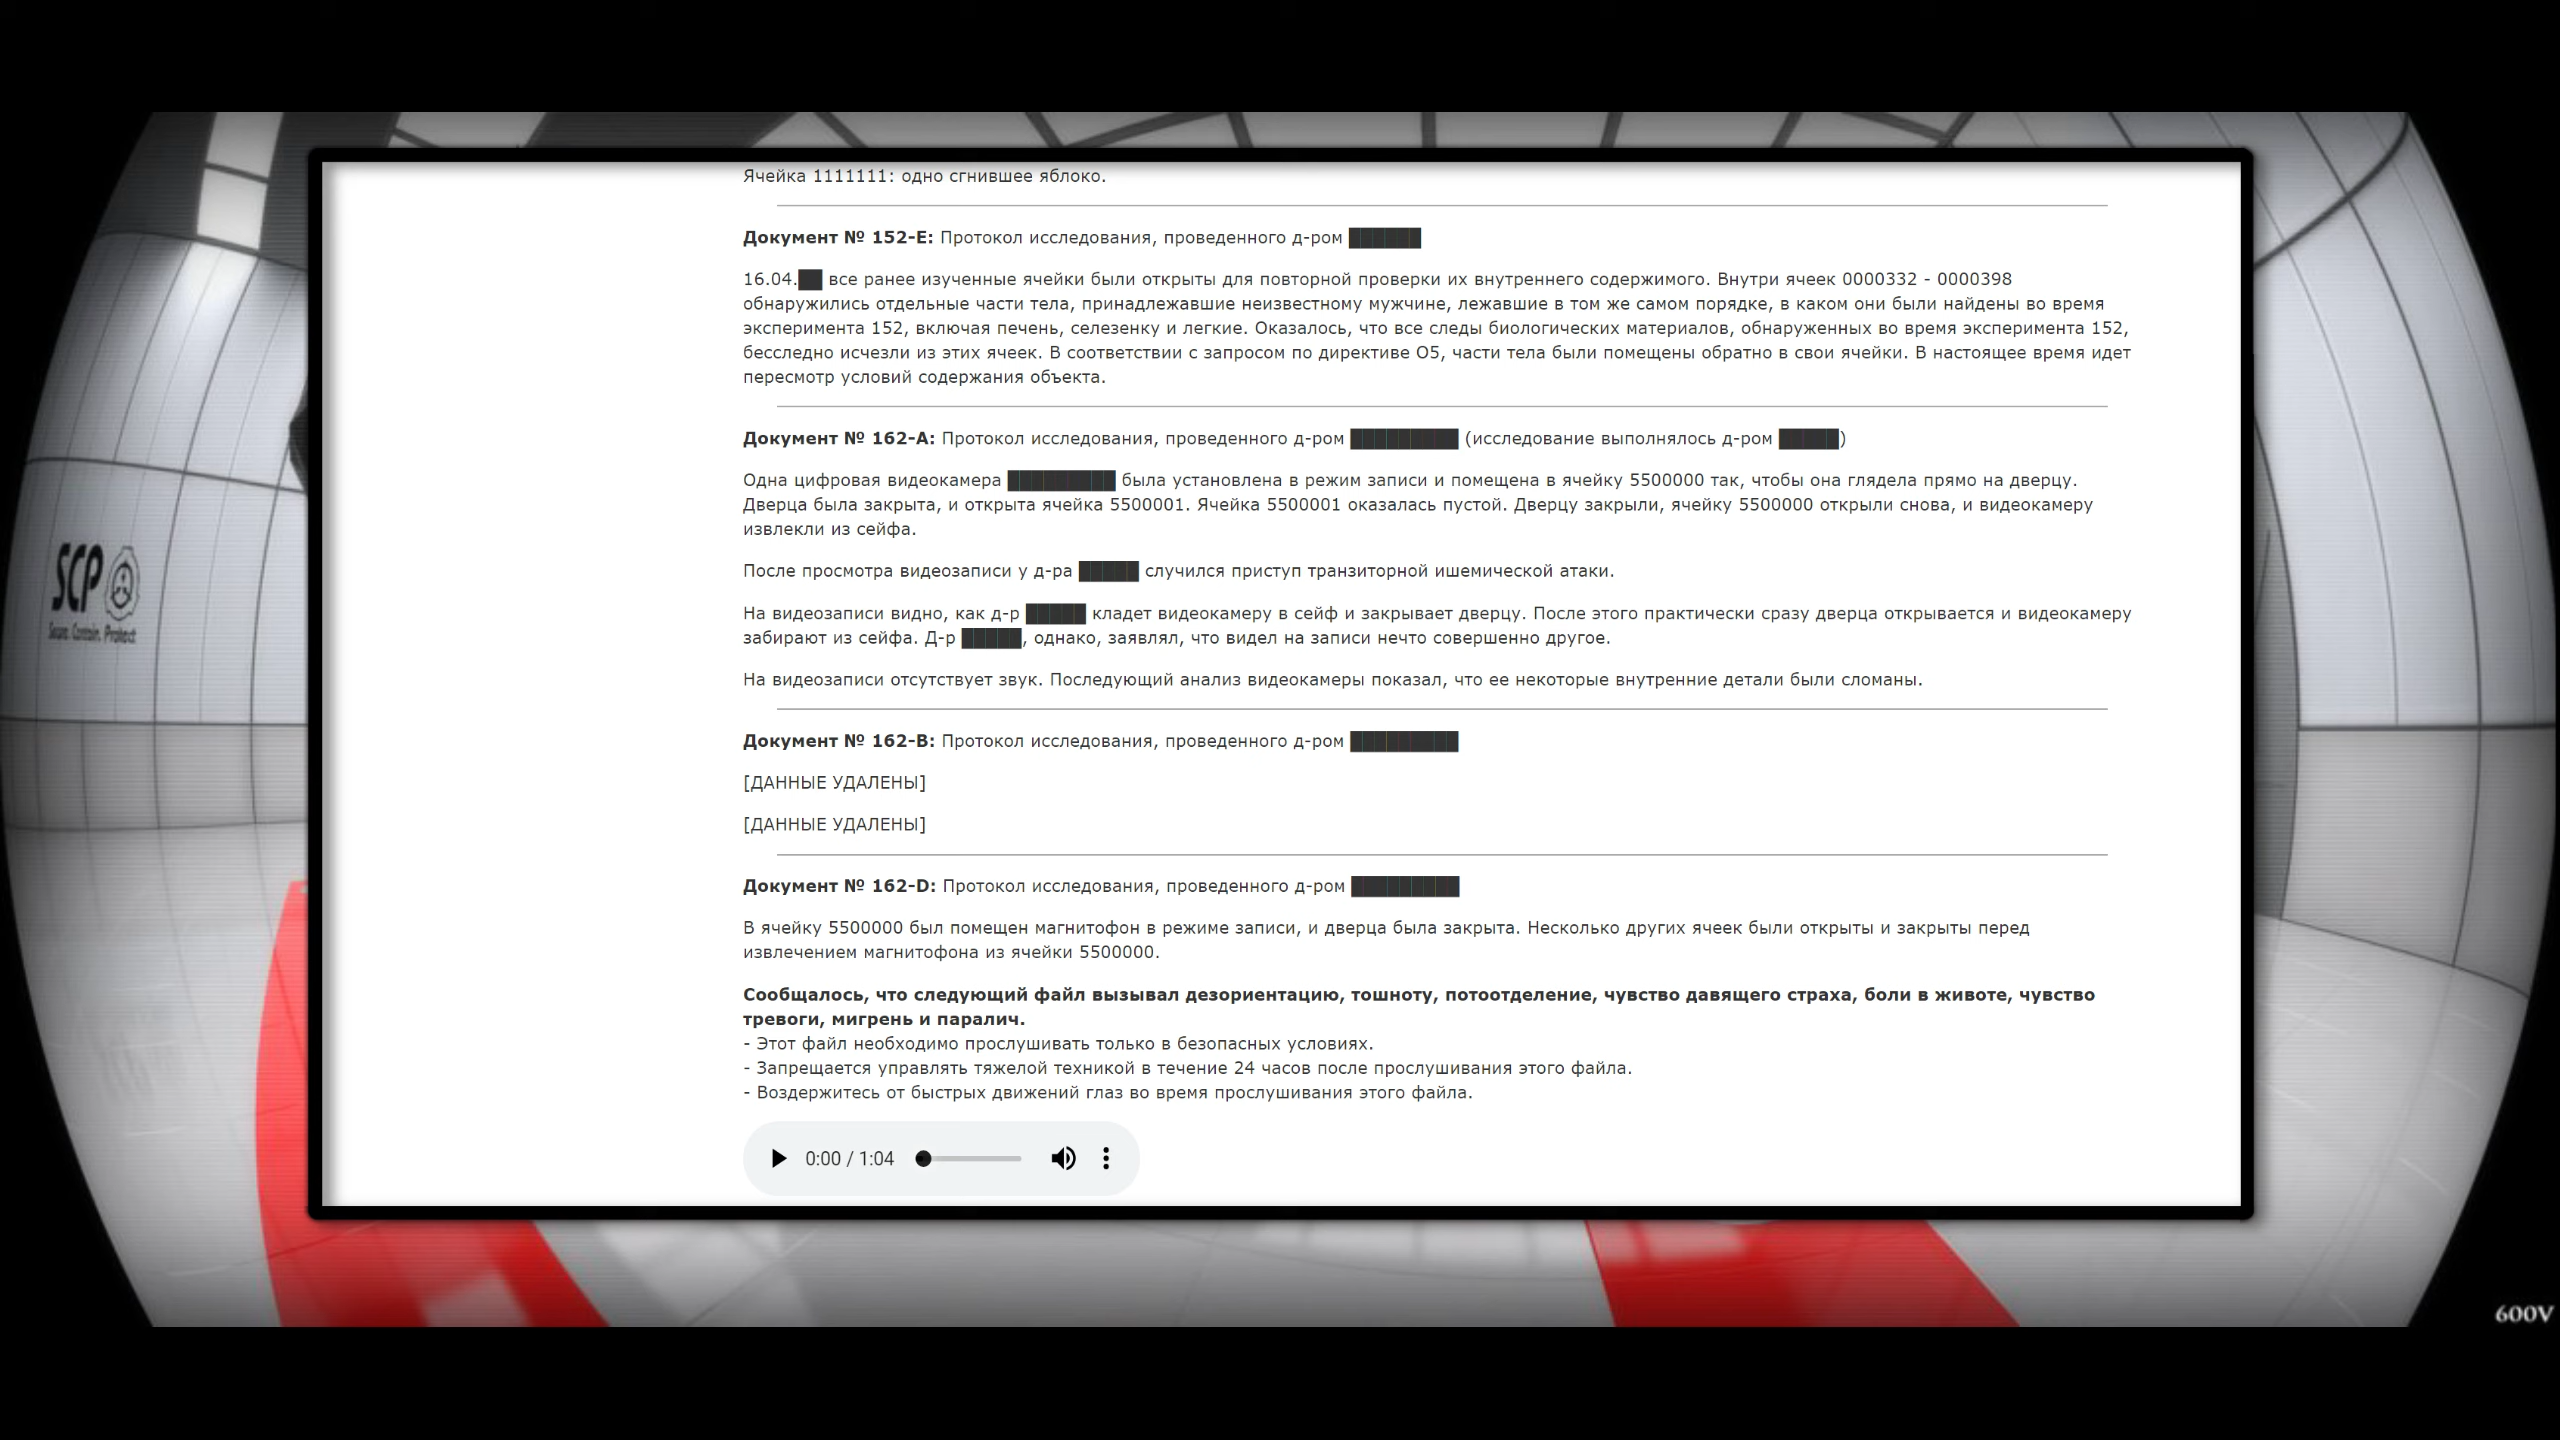 Ячейка 1111111: одно сгнившее яблоко.
Документ № 152-E: Протокол исследования, проведенного д-ром ██████
16.04.██ все ранее изученные ячейки были открыты для повторной проверки их внутреннего содержимого. Внутри ячеек 0000332 - 0000398
обнаружились отдельные части тела, принадлежавшие неизвестному мужчине, лежавшие в том же самом порядке, в каком они были найдены во время
эксперимента 152, включая печень, селезенку и легкие. Оказалось, что все следы биологических материалов, обнаруженных во время эксперимента 152,
бесследно исчезли из этих ячеек. В соответствии с запросом по директиве O5, части тела были помещены обратно в свои ячейки. В настоящее время идет
пересмотр условий содержания объекта.
Документ № 162-A: Протокол исследования, проведенного д-ром █████████ (исследование выполнялось д-ром █████)
Одна цифровая видеокамера █████████ была установлена в режим записи и помещена в ячейку 5500000 так, чтобы она глядела прямо на дверцу.
Дверца была закрыта, и открыта ячейка 5500001. Ячейка 5500001 оказалась пустой. Дверцу закрыли, ячейку 5500000 открыли снова, и видеокамеру
извлекли из сейфа.
После просмотра видеозаписи у д-ра █████ случился приступ транзиторной ишемической атаки.
На видеозаписи видно, как д-р █████ кладет видеокамеру в сейф и закрывает дверцу. После этого практически сразу дверца открывается и видеокамеру
забирают из сейфа. Д-р █████, однако, заявлял, что видел на записи нечто совершенно другое.
На видеозаписи отсутствует звук. Последующий анализ видеокамеры показал, что ее некоторые внутренние детали были сломаны.
Документ № 162-B: Протокол исследования, проведенного д-ром █████████
[ДАННЫЕ УДАЛЕНЫ]
[ДАННЫЕ УДАЛЕНЫ]
Документ № 162-D: Протокол исследования, проведенного д-ром █████████
В ячейку 5500000 был помещен магнитофон в режиме записи, и дверца была закрыта. Несколько других ячеек были открыты и закрыты перед
извлечением магнитофона из ячейки 5500000.
Сообщалось, что следующий файл вызывал дезориентацию, тошноту, потоотделение, чувство давящего страха, боли в животе, чувство
тревоги, мигрень и паралич.
- Этот файл необходимо прослушивать только в безопасных условиях.
- Запрещается управлять тяжелой техникой в течение 24 часов после прослушивания этого файла.
- Воздержитесь от быстрых движений глаз во время прослушивания этого файла.
0:00 / 1:04
SCP
Secure. Contain. Protect
600V